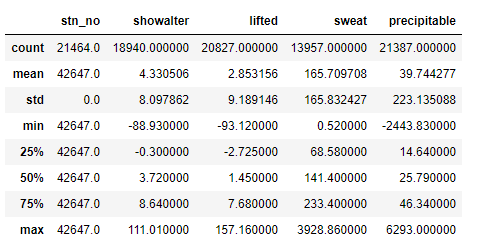 stn_no showalter lifted sweat precipitable
count 21464.0 18940.000000 20827.000000 13957.000000 21387.000000
mean 42647.0 4.330506 2.853156 165.709708 39.744277
std 0.0 8.097862 9.189146 165.832427 223.135088
min 42647.0 -88.930000 -93.120000 0.520000 -2443.830000
25% 42647.0 -0.300000 -2.725000 68.580000 14.640000
50% 42647.0 3.720000 1.450000 141.400000 25.790000
75% 42647.0 8.640000 7.680000 233.400000 46.340000
max 42647.0 111.010000 157.160000 3928.860000 6293.000000